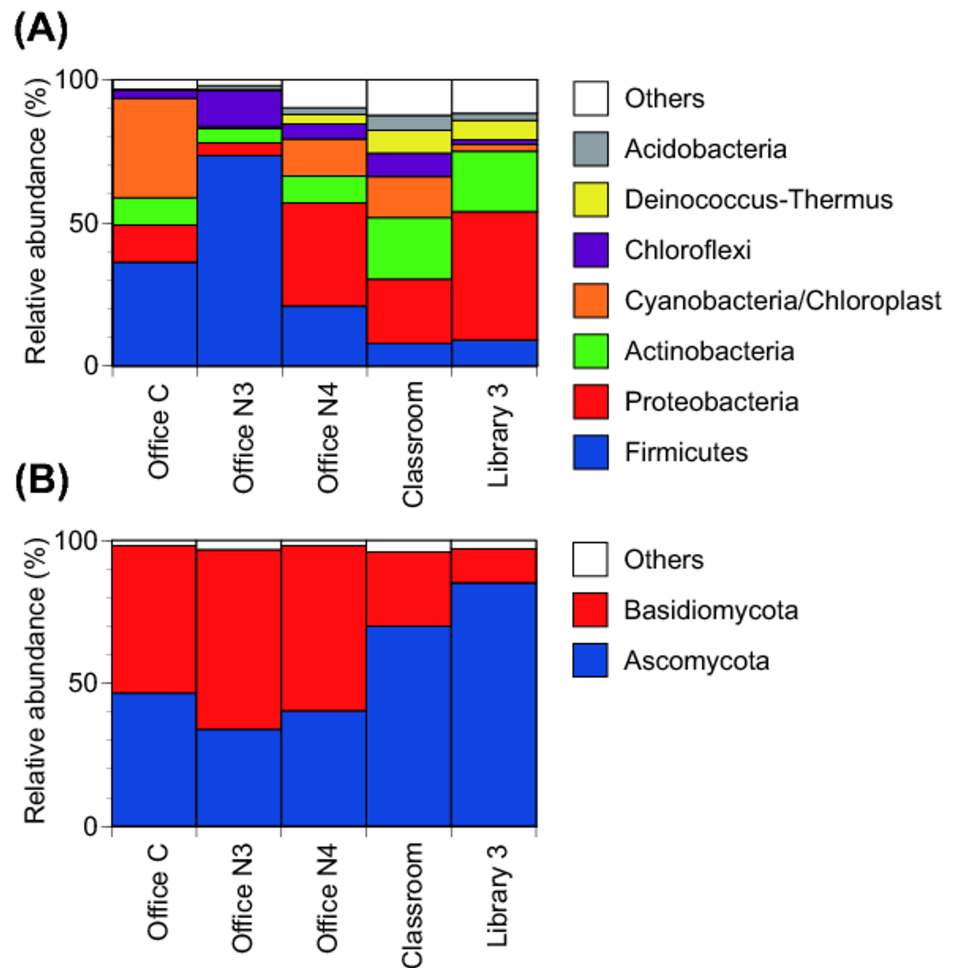 (A)
Relative abundance (%)
100
50
0
Office C
Office N3
Office N4
Classroom
Library 3
Others
Acidobacteria
Deinococcus-Thermus
Chloroflexi
Cyanobacteria/Chloroplast
Actinobacteria
Proteobacteria
Firmicutes
(B)
Relative abundance (%)
100
50
0
Office C
Office N3
Office N4
Classroom
Library 3
Others
Basidiomycota
Ascomycota